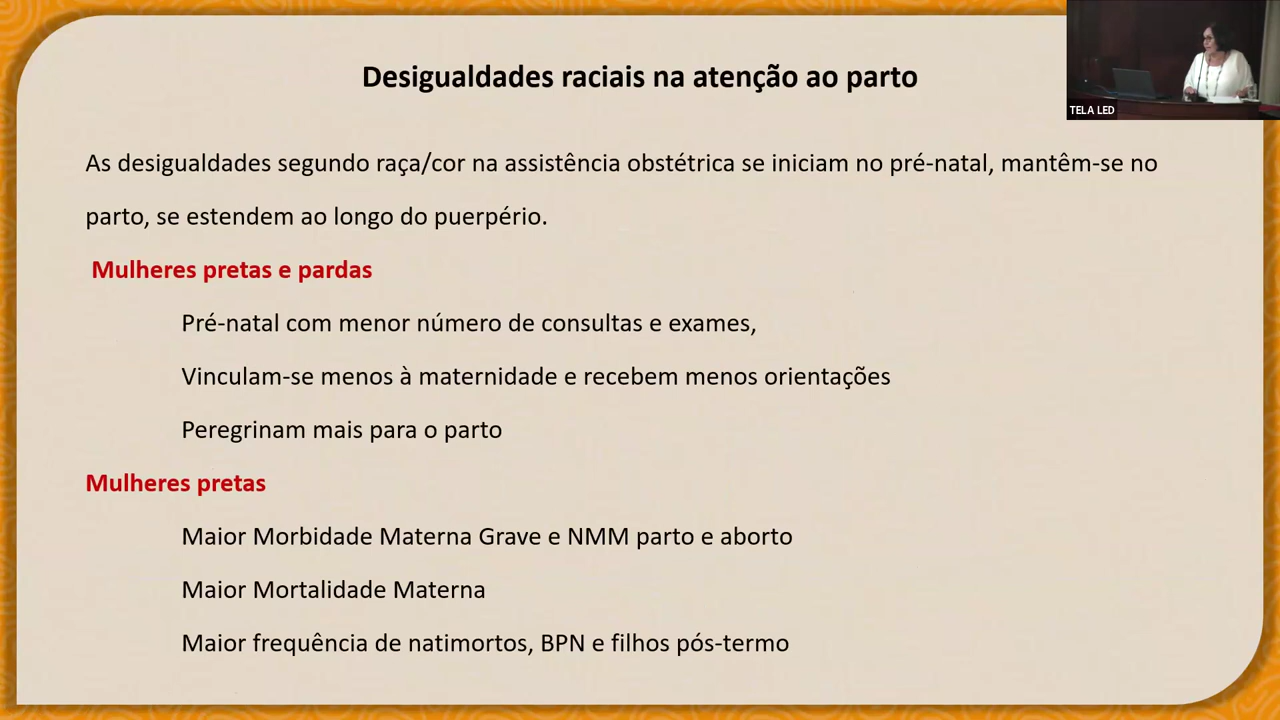 Desigualdades raciais na atenção ao parto
TELA LED
As desigualdades segundo raça/cor na assistência obstétrica se iniciam no pré-natal, mantêm-se no
parto, se estendem ao longo do puerpério.
Mulheres pretas e pardas
Pré-natal com menor número de consultas e exames,
Vinculam-se menos à maternidade e recebem menos orientações
Peregrinam mais para o parto
Mulheres pretas
Maior Morbidade Materna Grave e NMM parto e aborto
Maior Mortalidade Materna
Maior frequência de natimortos, BPN e filhos pós-termo